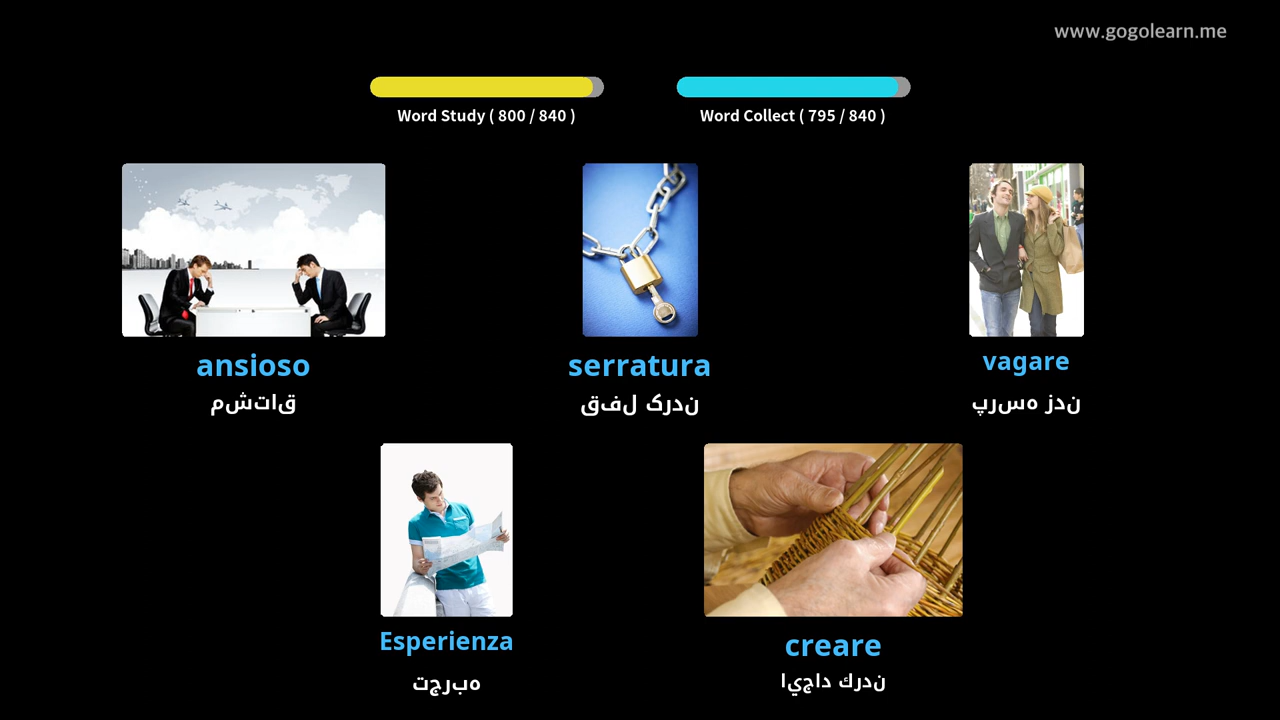 www.gogolearn.me
Word Study ( 800 / 840 )
Word Collect ( 795 / 840 )
ansioso
serratura
vagare
قاتشم
ندرک لفق
ندز هسرپ
Esperienza
creare
هبرجت
ندرك داجيا